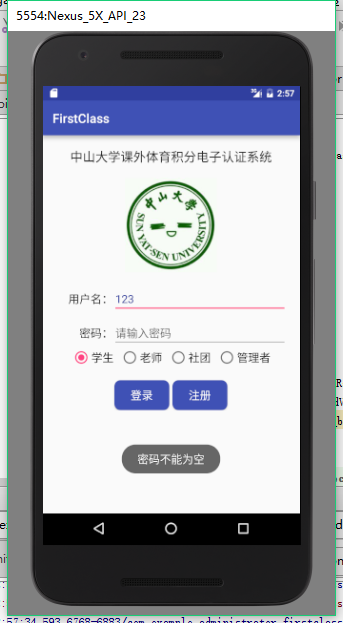 5554:Nexus_5X_API_23
2:57
FirstClass
中山大学课外体育积分电子认证系统
中山大学
SUN YAT-SEN UNIVERSITY
用户名： 123
密码： 请输入密码
学生 老师 社团 管理者
登录 注册
密码不能为空